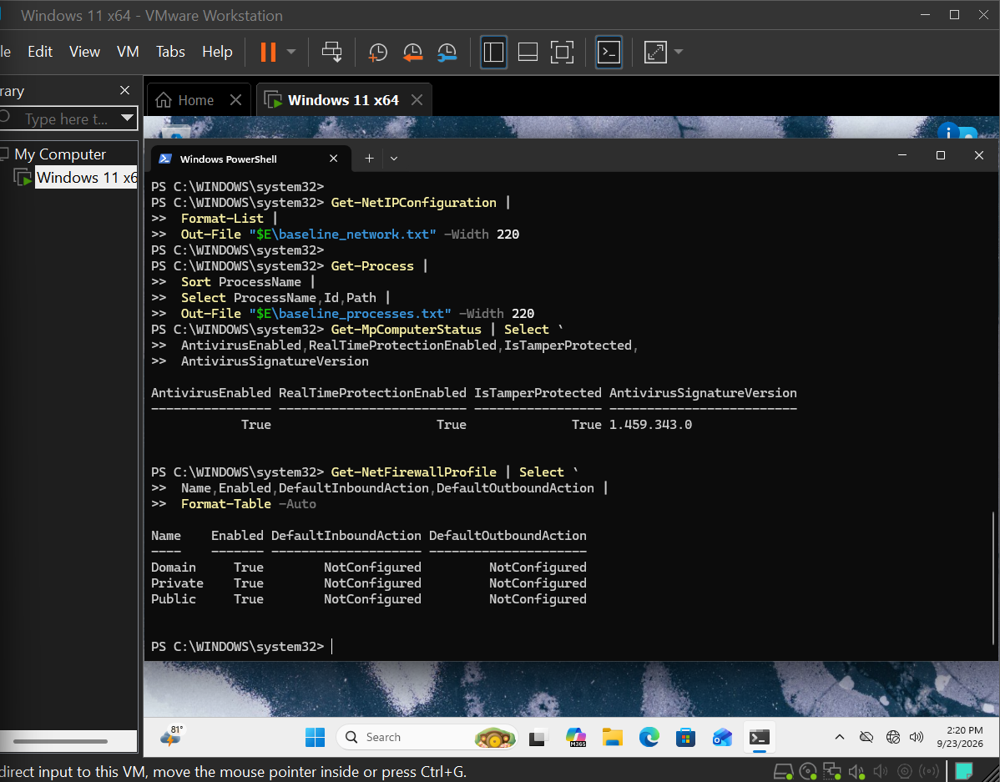 Windows 11 x64 - VMware Workstation
le Edit View VM Tabs Help
rary
Home
Windows 11 x64
Type here t...
My Computer
Windows 11 x6
Windows PowerShell
PS C:\WINDOWS\system32>
PS C:\WINDOWS\system32> Get-NetIPConfiguration |
>>  Format-List |
>>  Out-File "$E\baseline_network.txt" -Width 220
PS C:\WINDOWS\system32>
PS C:\WINDOWS\system32> Get-Process |
>>  Sort ProcessName |
>>  Select ProcessName,Id,Path |
>>  Out-File "$E\baseline_processes.txt" -Width 220
PS C:\WINDOWS\system32> Get-MpComputerStatus | Select `
>>  AntivirusEnabled,RealTimeProtectionEnabled,IsTamperProtected,
>>  AntivirusSignatureVersion
AntivirusEnabled RealTimeProtectionEnabled IsTamperProtected AntivirusSignatureVersion
---------------- ------------------------- ----------------- -------------------------
True True True 1.459.343.0
PS C:\WINDOWS\system32> Get-NetFirewallProfile | Select `
>>  Name,Enabled,DefaultInboundAction,DefaultOutboundAction |
>>  Format-Table -Auto
Name    Enabled DefaultInboundAction DefaultOutboundAction
----    ------- -------------------- ---------------------
Domain     True        NotConfigured         NotConfigured
Private    True        NotConfigured         NotConfigured
Public     True        NotConfigured         NotConfigured
PS C:\WINDOWS\system32>
81°
Search
M365
2:20 PM
9/23/2026
direct input to this VM, move the mouse pointer inside or press Ctrl+G.